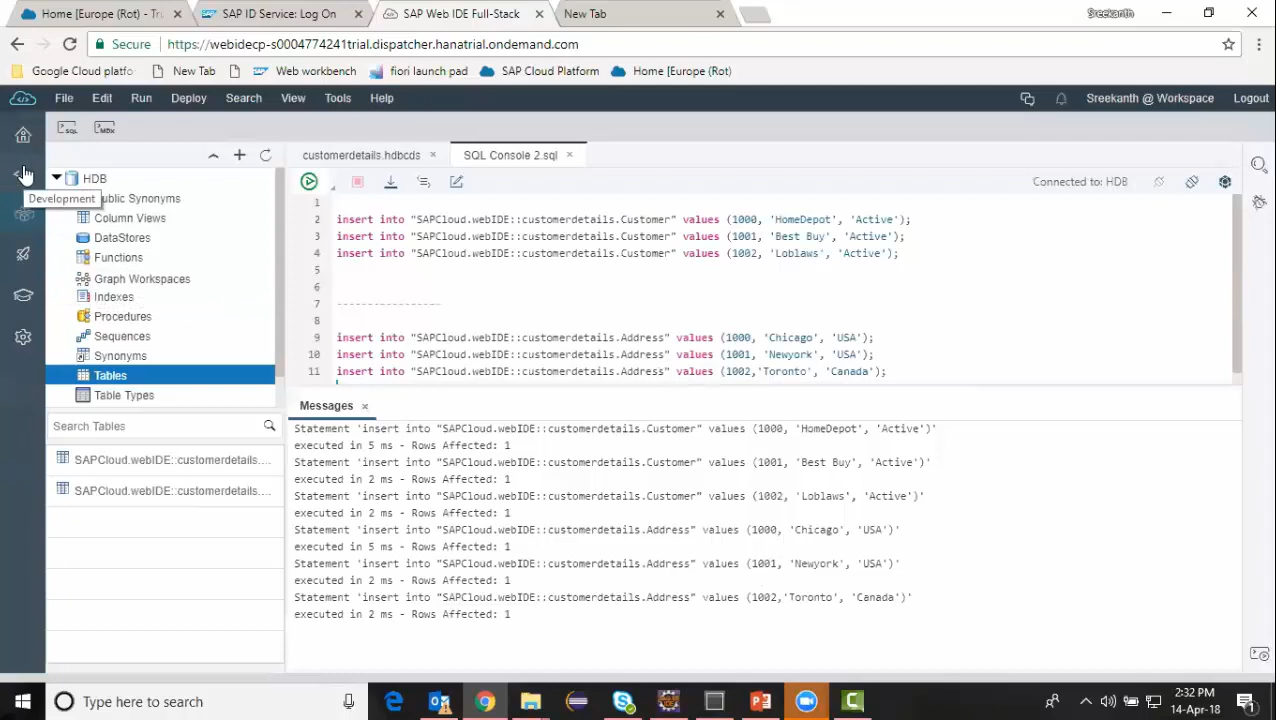 Home [Europe (Rot) - Tro
SAP ID Service: Log On
SAP Web IDE Full-Stack
New Tab
Sreekanth
Secure
https://webidecp-s0004774241trial.dispatcher.hanatrial.ondemand.com
Google Cloud platfo
New Tab
Web workbench
fiori launch pad
SAP Cloud Platform
Home [Europe (Rot)
File Edit Run Deploy Search View Tools Help
Sreekanth @ Workspace
Logout
SQL
MDX
customerdetails.hdbcds
SQL Console 2.sql
HDB
Development
ublic Synonyms
Column Views
DataStores
Functions
Graph Workspaces
Indexes
Procedures
Sequences
Synonyms
Tables
Table Types
Search Tables
SAPCloud.webIDE::customerdetails....
SAPCloud.webIDE::customerdetails....
Connected to: HDB
1
2 insert into "SAPCloud.webIDE::customerdetails.Customer" values (1000, 'HomeDepot', 'Active');
3 insert into "SAPCloud.webIDE::customerdetails.Customer" values (1001, 'Best Buy', 'Active');
4 insert into "SAPCloud.webIDE::customerdetails.Customer" values (1002, 'Loblaws', 'Active');
5
6
7 -----------------
8
9 insert into "SAPCloud.webIDE::customerdetails.Address" values (1000, 'Chicago', 'USA');
10 insert into "SAPCloud.webIDE::customerdetails.Address" values (1001, 'Newyork', 'USA');
11 insert into "SAPCloud.webIDE::customerdetails.Address" values (1002,'Toronto', 'Canada');
Messages
Statement 'insert into "SAPCloud.webIDE::customerdetails.Customer" values (1000, 'HomeDepot', 'Active')'
executed in 5 ms - Rows Affected: 1
Statement 'insert into "SAPCloud.webIDE::customerdetails.Customer" values (1001, 'Best Buy', 'Active')'
executed in 2 ms - Rows Affected: 1
Statement 'insert into "SAPCloud.webIDE::customerdetails.Customer" values (1002, 'Loblaws', 'Active')'
executed in 2 ms - Rows Affected: 1
Statement 'insert into "SAPCloud.webIDE::customerdetails.Address" values (1000, 'Chicago', 'USA')'
executed in 5 ms - Rows Affected: 1
Statement 'insert into "SAPCloud.webIDE::customerdetails.Address" values (1001, 'Newyork', 'USA')'
executed in 2 ms - Rows Affected: 1
Statement 'insert into "SAPCloud.webIDE::customerdetails.Address" values (1002,'Toronto', 'Canada')'
executed in 2 ms - Rows Affected: 1
Type here to search
2:32 PM
14-Apr-18